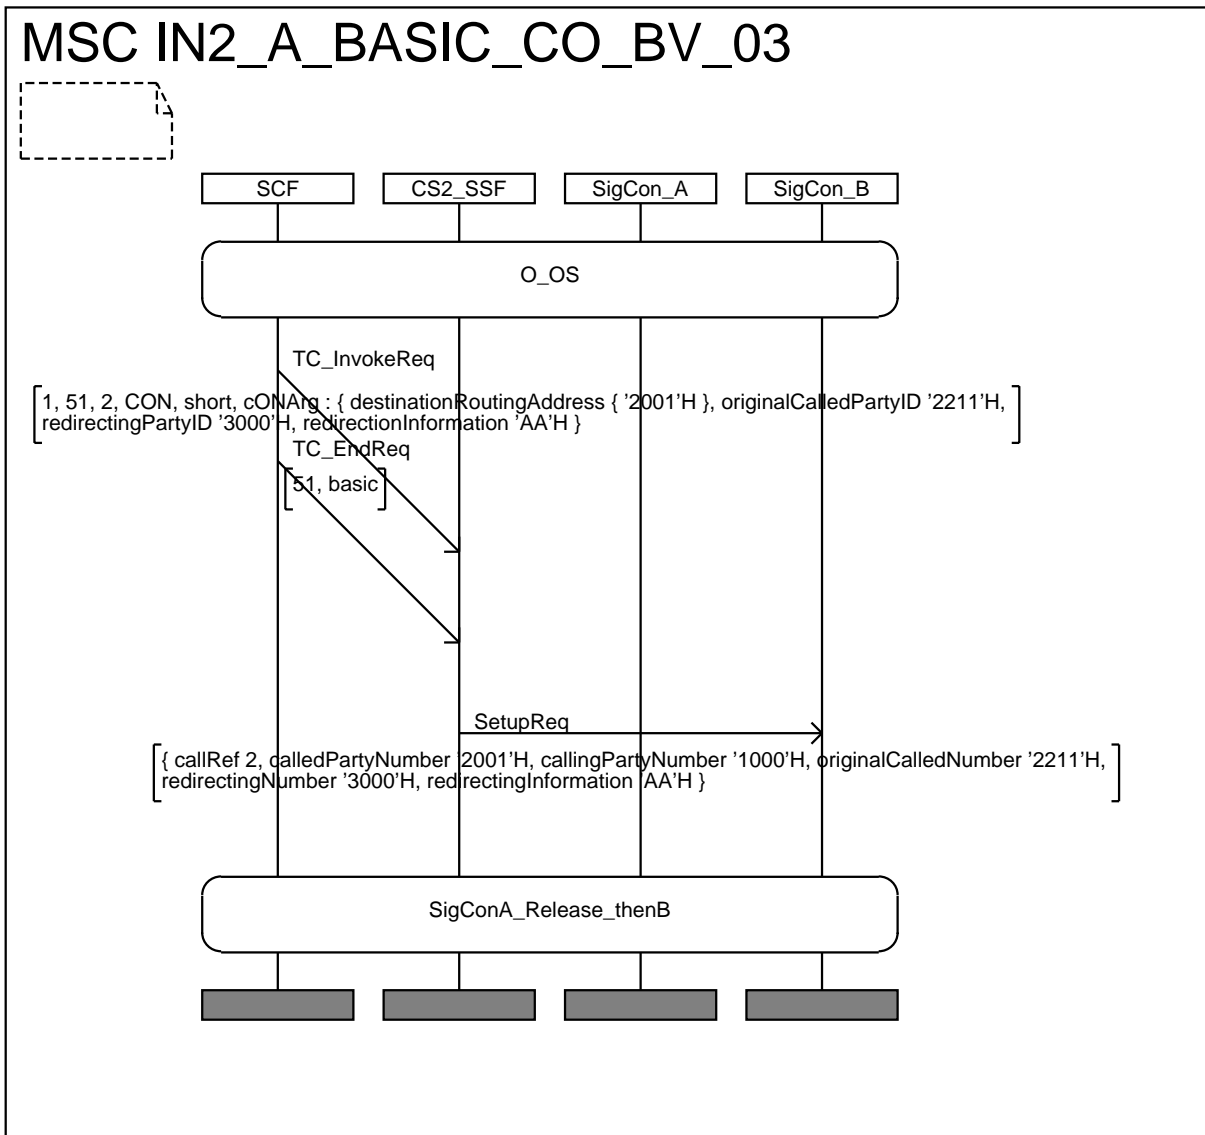 MSC IN2_A_BASIC_CO_BV_03
SCF CS2_SSF SigCon_A SigCon_B
O_OS
TC_InvokeReq
1, 51, 2, CON, short, cONArg : { destinationRoutingAddress { '2001'H }, originalCalledPartyID '2211'H,
redirectingPartyID '3000'H, redirectionInformation 'AA'H }
TC_EndReq
51, basic
SetupReq
{ callRef 2, calledPartyNumber '2001'H, callingPartyNumber '1000'H, originalCalledNumber '2211'H,
redirectingNumber '3000'H, redirectingInformation 'AA'H }
SigConA_Release_thenB